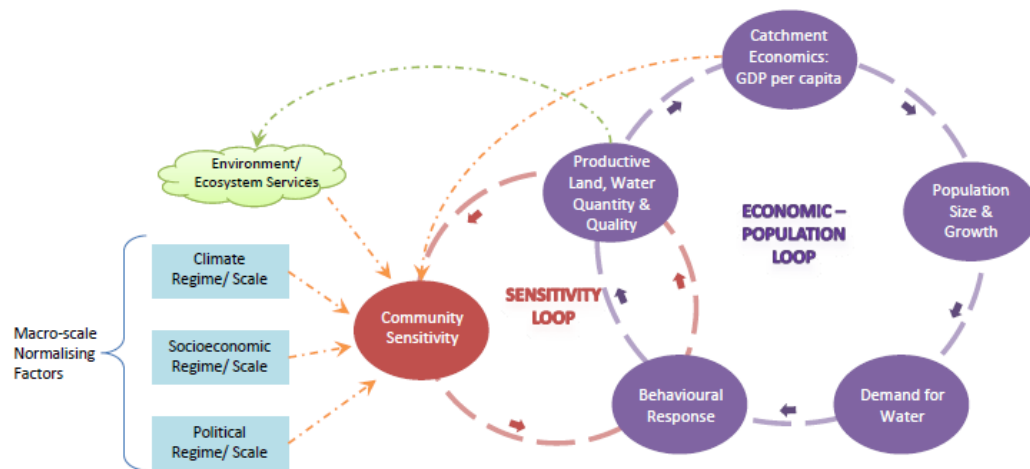 Catchment
Economics:
GDP per capita
Environment/
Ecosystem Services
Productive
Land, Water
Quantity &
Quality
ECONOMIC –
POPULATION
LOOP
Population
Size &
Growth
Climate
Regime/ Scale
SENSITIVITY
LOOP
Community
Sensitivity
Macro-scale
Normalising
Factors
Socioeconomic
Regime/ Scale
Behavioural
Response
Demand for
Water
Political
Regime/ Scale